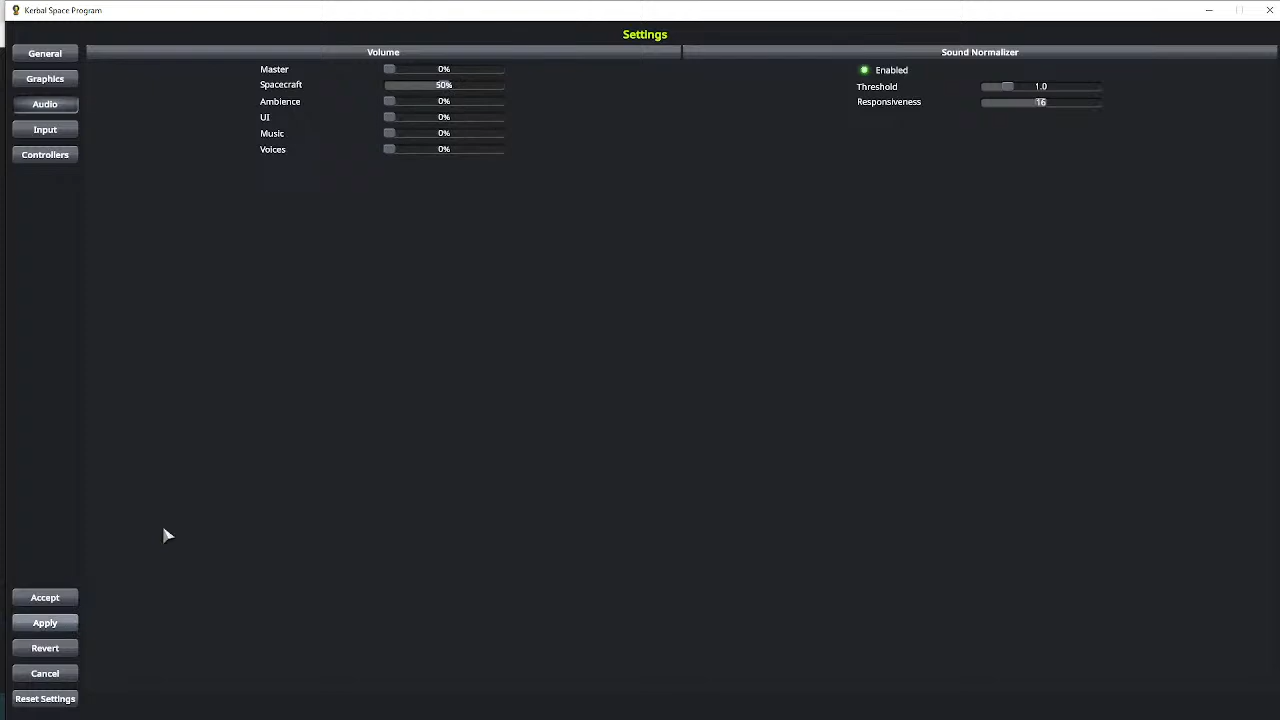 Kerbal Space Program
Settings
General
Graphics
Audio
Input
Controllers
Volume
Master 0%
Spacecraft 50%
Ambience 0%
UI 0%
Music 0%
Voices 0%
Sound Normalizer
Enabled
Threshold 1.0
Responsiveness 16
Accept
Apply
Revert
Cancel
Reset Settings